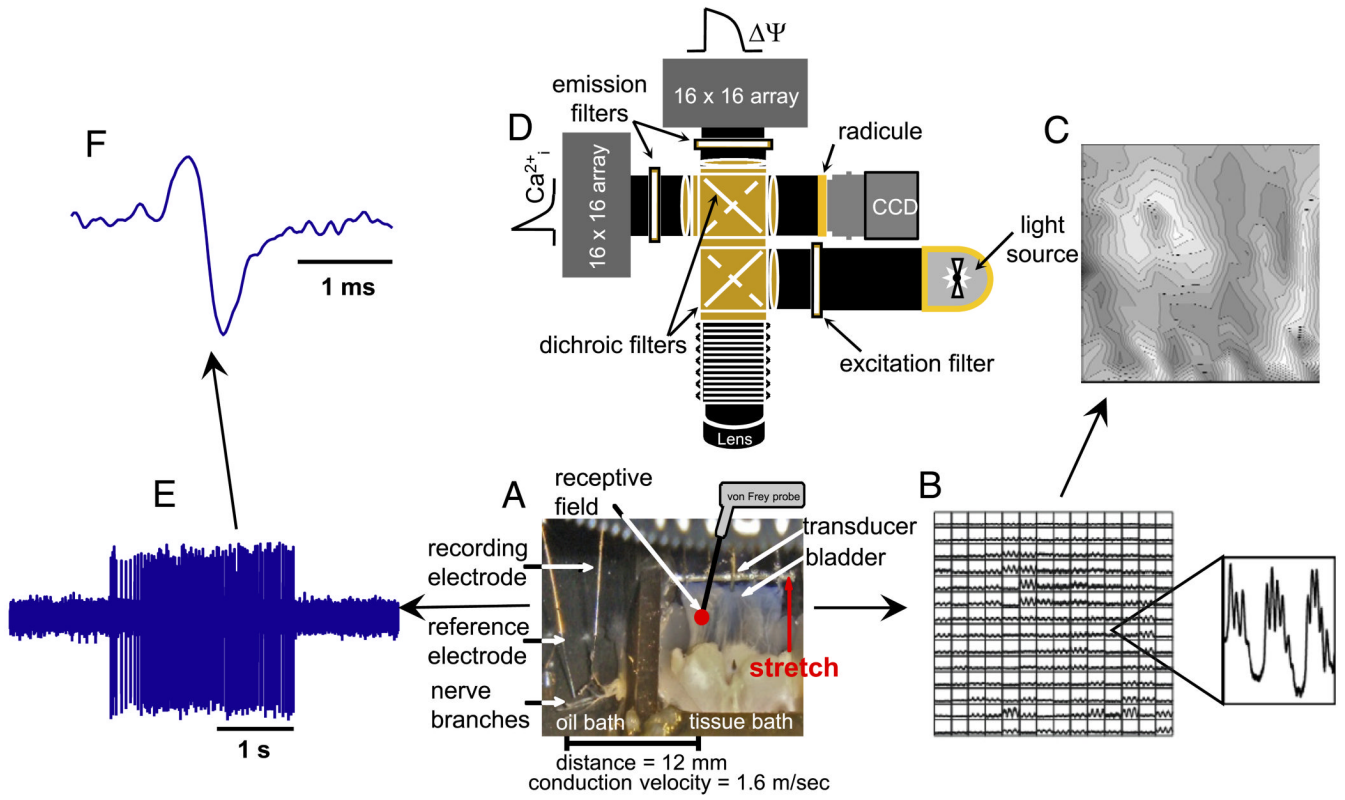 ΔΨ
emission
filters
16 x 16 array
D
radicule
C
F
Ca²⁺ᵢ
16 x 16 array
CCD
light
source
1 ms
dichroic filters
excitation filter
Lens
E
A
receptive
field
von Frey probe
B
transducer
bladder
recording
electrode
reference
electrode
stretch
nerve
branches
oil bath
tissue bath
1 s
distance = 12 mm
conduction velocity = 1.6 m/sec